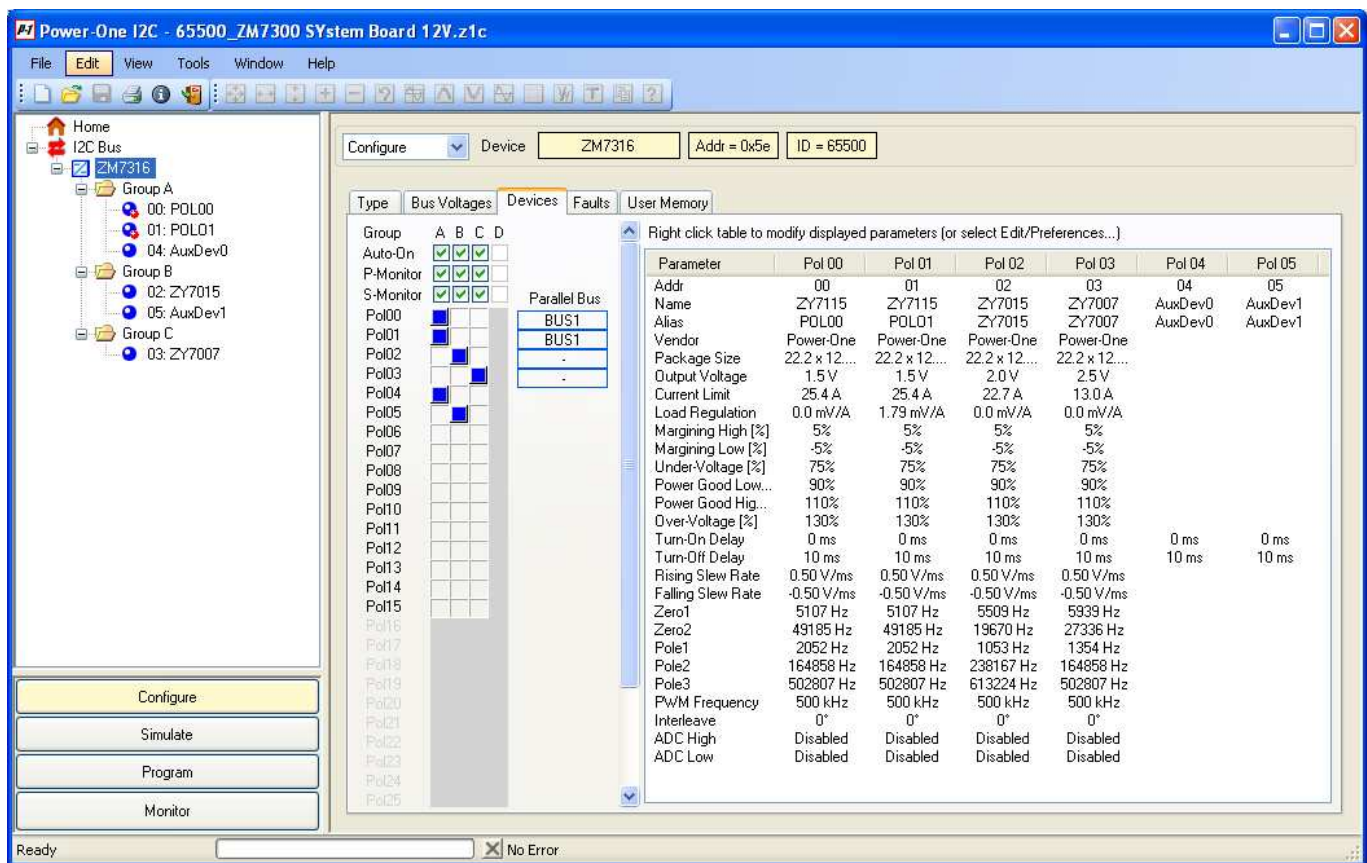 Power-One I2C - 65500_ZM7300 SYstem Board 12V.z1c
File Edit View Tools Window Help
Home
I2C Bus
ZM7316
Group A
00: POL00
01: POL01
04: AuxDev0
Group B
02: ZY7015
05: AuxDev1
Group C
03: ZY7007
Configure
Simulate
Program
Monitor
Configure Device ZM7316 Addr = 0x5e ID = 65500
Type Bus Voltages Devices Faults User Memory
Group A B C D
Auto-On
P-Monitor
S-Monitor Parallel Bus
Pol00 BUS1
Pol01 BUS1
Pol02 -
Pol03 -
Pol04
Pol05
Pol06
Pol07
Pol08
Pol09
Pol10
Pol11
Pol12
Pol13
Pol14
Pol15
Pol16
Pol17
Pol18
Pol19
Pol20
Pol21
Pol22
Pol23
Pol24
Pol25
Right click table to modify displayed parameters (or select Edit/Preferences...)
Parameter Pol 00 Pol 01 Pol 02 Pol 03 Pol 04 Pol 05
Addr 00 01 02 03 04 05
Name ZY7115 ZY7115 ZY7015 ZY7007 AuxDev0 AuxDev1
Alias POL00 POL01 ZY7015 ZY7007 AuxDev0 AuxDev1
Vendor Power-One Power-One Power-One Power-One
Package Size 22.2 x 12.... 22.2 x 12.... 22.2 x 12.... 22.2 x 12....
Output Voltage 1.5 V 1.5 V 2.0 V 2.5 V
Current Limit 25.4 A 25.4 A 22.7 A 13.0 A
Load Regulation 0.0 mV/A 1.79 mV/A 0.0 mV/A 0.0 mV/A
Margining High [%] 5% 5% 5% 5%
Margining Low [%] -5% -5% -5% -5%
Under-Voltage [%] 75% 75% 75% 75%
Power Good Low... 90% 90% 90% 90%
Power Good Hig... 110% 110% 110% 110%
Over-Voltage [%] 130% 130% 130% 130%
Turn-On Delay 0 ms 0 ms 0 ms 0 ms 0 ms 0 ms
Turn-Off Delay 10 ms 10 ms 10 ms 10 ms 10 ms 10 ms
Rising Slew Rate 0.50 V/ms 0.50 V/ms 0.50 V/ms 0.50 V/ms
Falling Slew Rate -0.50 V/ms -0.50 V/ms -0.50 V/ms -0.50 V/ms
Zero1 5107 Hz 5107 Hz 5509 Hz 5939 Hz
Zero2 49185 Hz 49185 Hz 19670 Hz 27336 Hz
Pole1 2052 Hz 2052 Hz 1053 Hz 1354 Hz
Pole2 164858 Hz 164858 Hz 238167 Hz 164858 Hz
Pole3 502807 Hz 502807 Hz 613224 Hz 502807 Hz
PWM Frequency 500 kHz 500 kHz 500 kHz 500 kHz
Interleave 0° 0° 0° 0°
ADC High Disabled Disabled Disabled Disabled
ADC Low Disabled Disabled Disabled Disabled
Ready No Error